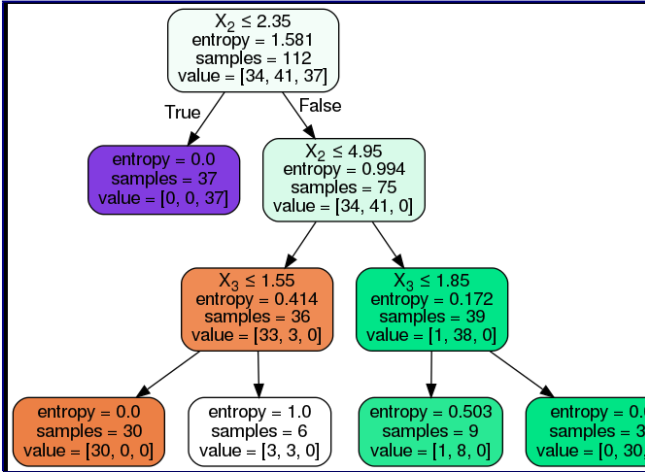 X2 ≤ 2.35
entropy = 1.581
samples = 112
value = [34, 41, 37]
True
False
entropy = 0.0
samples = 37
value = [0, 0, 37]
X2 ≤ 4.95
entropy = 0.994
samples = 75
value = [34, 41, 0]
X3 ≤ 1.55
entropy = 0.414
samples = 36
value = [33, 3, 0]
X3 ≤ 1.85
entropy = 0.172
samples = 39
value = [1, 38, 0]
entropy = 0.0
samples = 30
value = [30, 0, 0]
entropy = 1.0
samples = 6
value = [3, 3, 0]
entropy = 0.503
samples = 9
value = [1, 8, 0]
entropy = 0.
samples = 3
value = [0, 30,